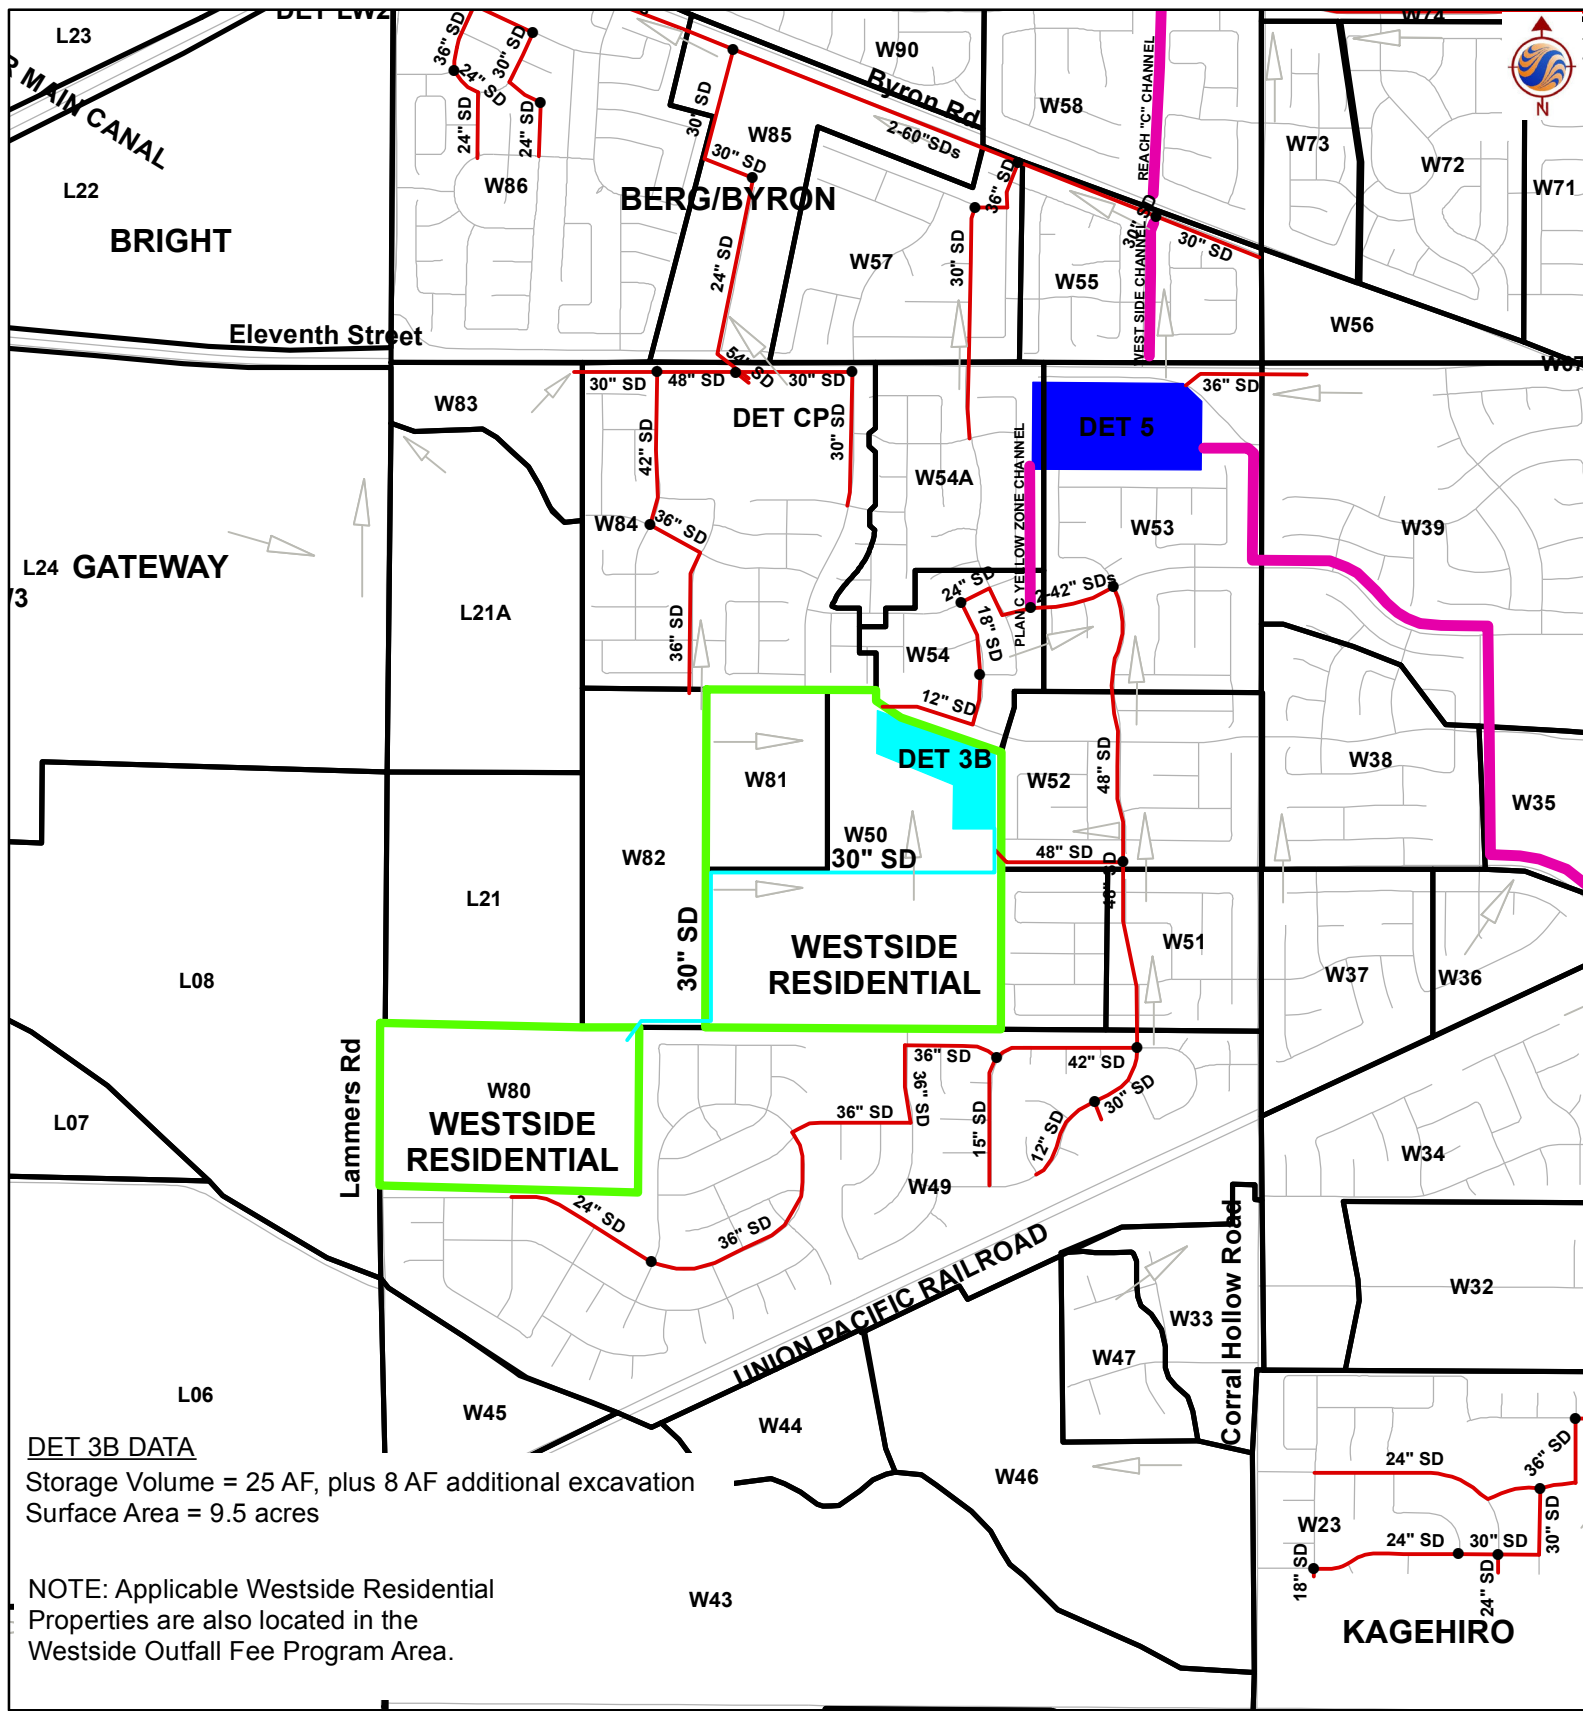 DET LW2
W74
L23
36" SD
30" SD
W90
N
MAIN CANAL
24" SD
24" SD
24" SD
30" SD
Byron Rd
W58
REACH "C" CHANNEL
W85
2-60"SDs
W73
W72
W71
30" SD
L22
W86
BERG/BYRON
36" SD
30" SD
BRIGHT
24" SD
W57
30" SD
W55
30" SD
WEST SIDE CHANNEL
W56
Eleventh Street
54" SD
30" SD
48" SD
30" SD
36" SD
W83
DET CP
30" SD
42" SD
DET 5
PLAN C YELLOW ZONE CHANNEL
W54A
W84
36" SD
W53
W39
L24
GATEWAY
24" SD
2-42" SDs
L21A
36" SD
18" SD
W54
12" SD
DET 3B
W81
W52
48" SD
W38
W35
W50
W82
30" SD
48" SD
48" SD
L21
30" SD
WESTSIDE
RESIDENTIAL
W51
L08
W37
W36
Lammers Rd
36" SD
42" SD
W80
WESTSIDE
RESIDENTIAL
36" SD
36" SD
15" SD
12" SD
30" SD
L07
W34
W49
24" SD
36" SD
UNION PACIFIC RAILROAD
Corral Hollow Road
W32
W33
W47
L06
W45
W44
DET 3B DATA
Storage Volume = 25 AF, plus 8 AF additional excavation
Surface Area = 9.5 acres
W46
24" SD
36" SD
W23
24" SD
30" SD
30" SD
18" SD
24" SD
NOTE: Applicable Westside Residential
Properties are also located in the
Westside Outfall Fee Program Area.
W43
KAGEHIRO